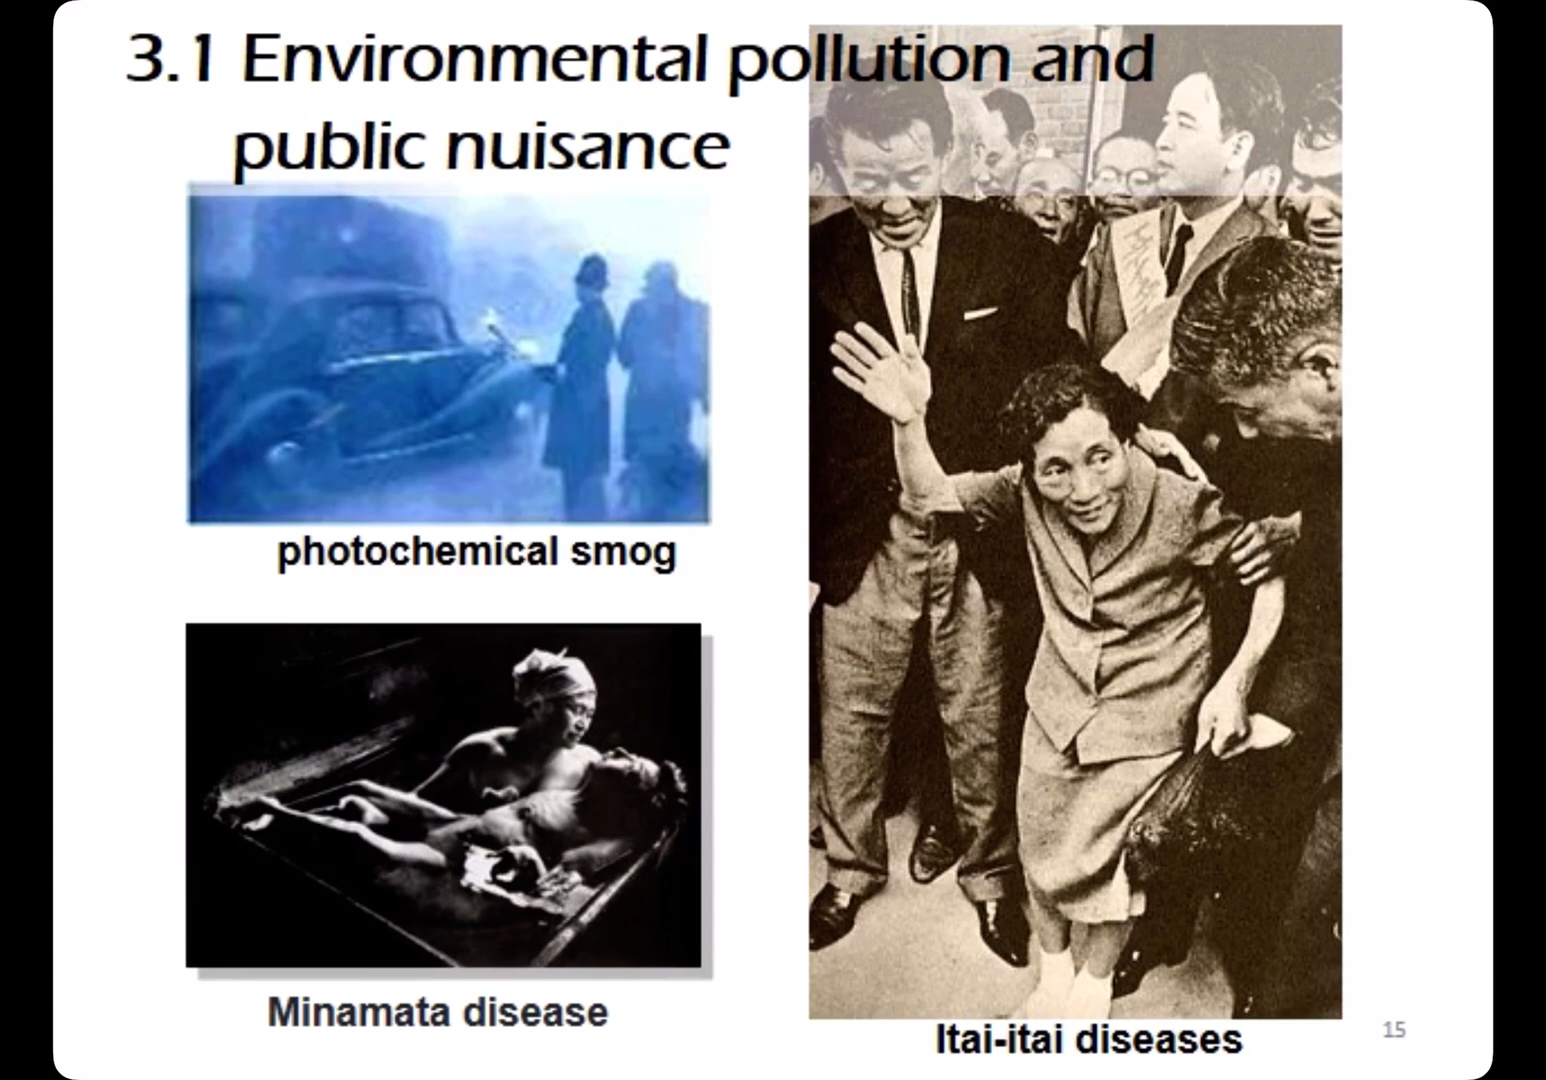 3.1 Environmental pollution and
public nuisance
photochemical smog
Minamata disease
Itai-itai diseases
15